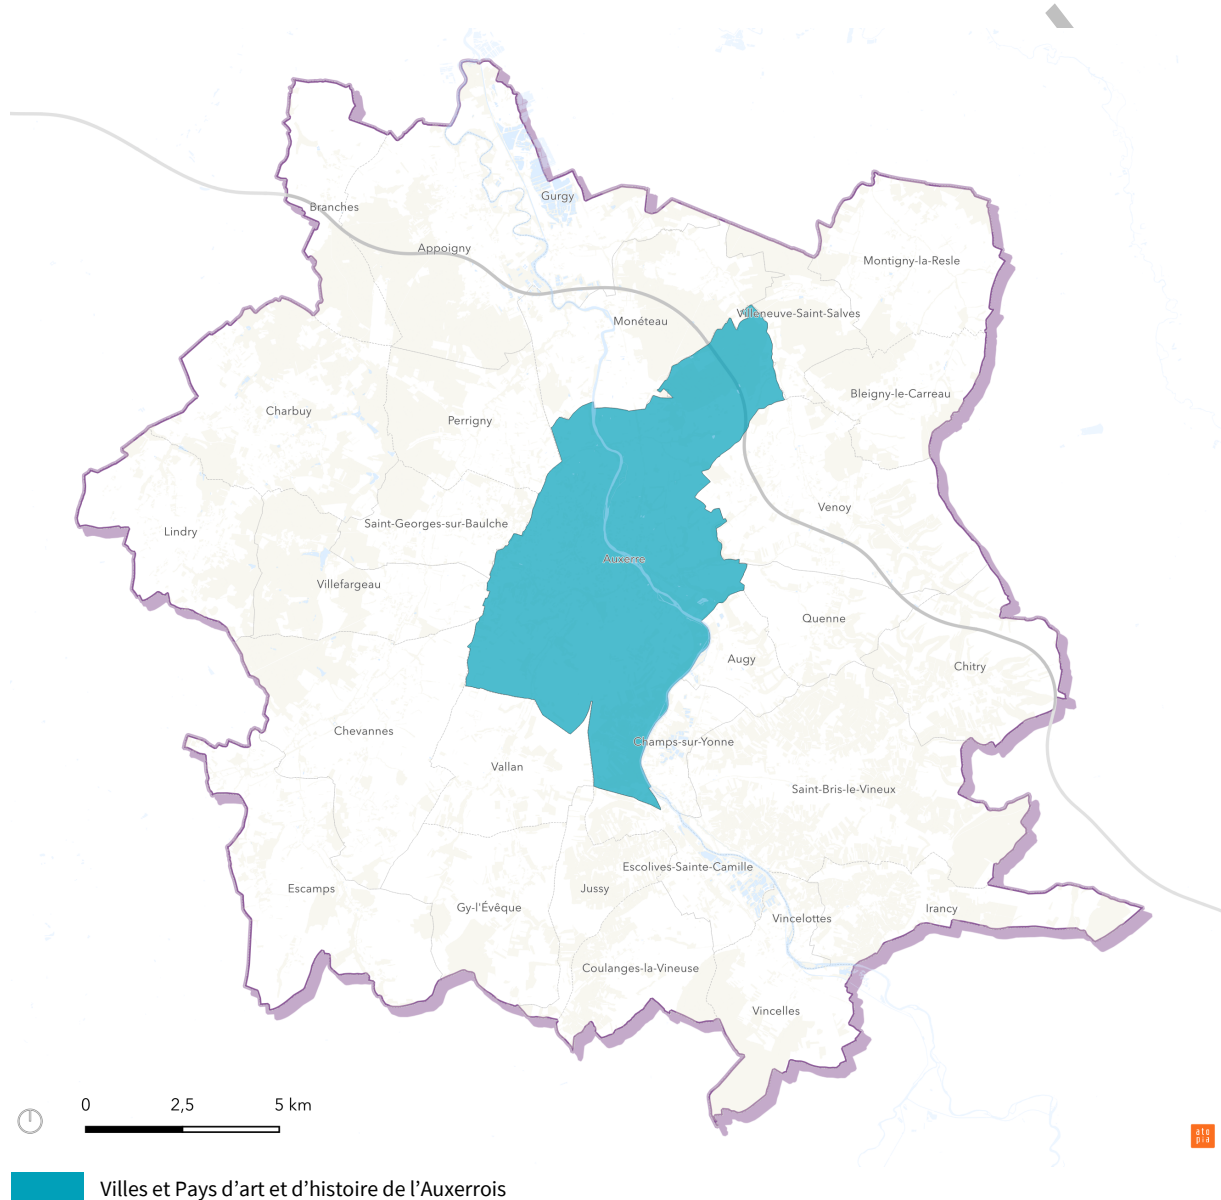 Gurgy
Branches
Appoigny
Montigny-la-Resle
Villeneuve-Saint-Salves
Monéteau
Bleigny-le-Carreau
Charbuy
Perrigny
Venoy
Saint-Georges-sur-Baulche
Lindry
Auxerre
Villefargeau
Quenne
Augy
Chitry
Chevannes
Champs-sur-Yonne
Vallan
Saint-Bris-le-Vineux
Escolives-Sainte-Camille
Escamps
Jussy
Gy-l'Évêque
Irancy
Vincelottes
Coulanges-la-Vineuse
Vincelles
0 2,5 5 km
ato
pia
Villes et Pays d’art et d’histoire de l’Auxerrois